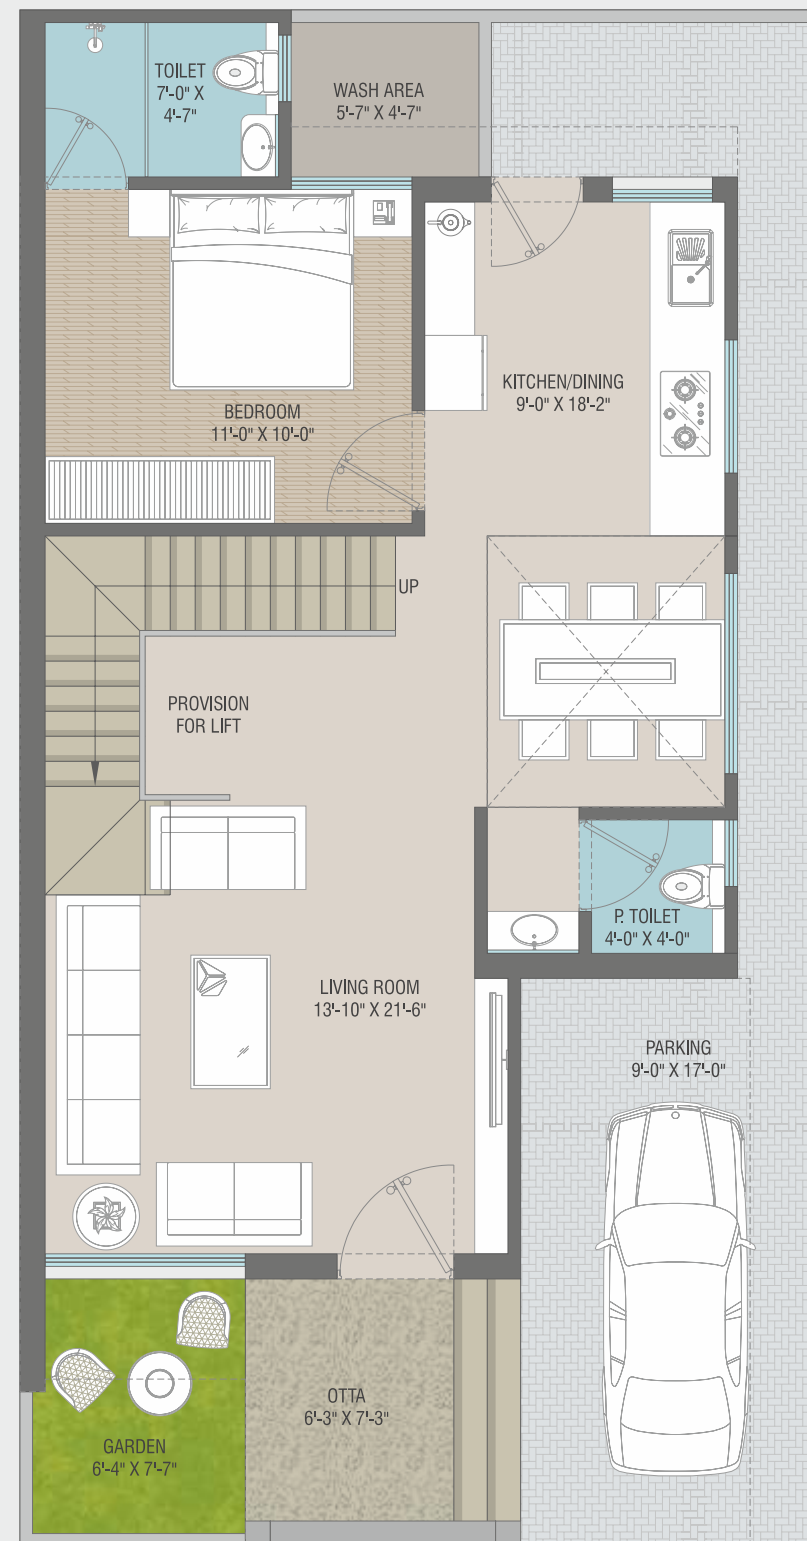 TOILET
7'-0" X
4'-7"
WASH AREA
5'-7" X 4'-7"
KITCHEN/DINING
9'-0" X 18'-2"
BEDROOM
11'-0" X 10'-0"
UP
PROVISION
FOR LIFT
P. TOILET
4'-0" X 4'-0"
LIVING ROOM
13'-10" X 21'-6"
PARKING
9'-0" X 17'-0"
OTTA
6'-3" X 7'-3"
GARDEN
6'-4" X 7'-7"